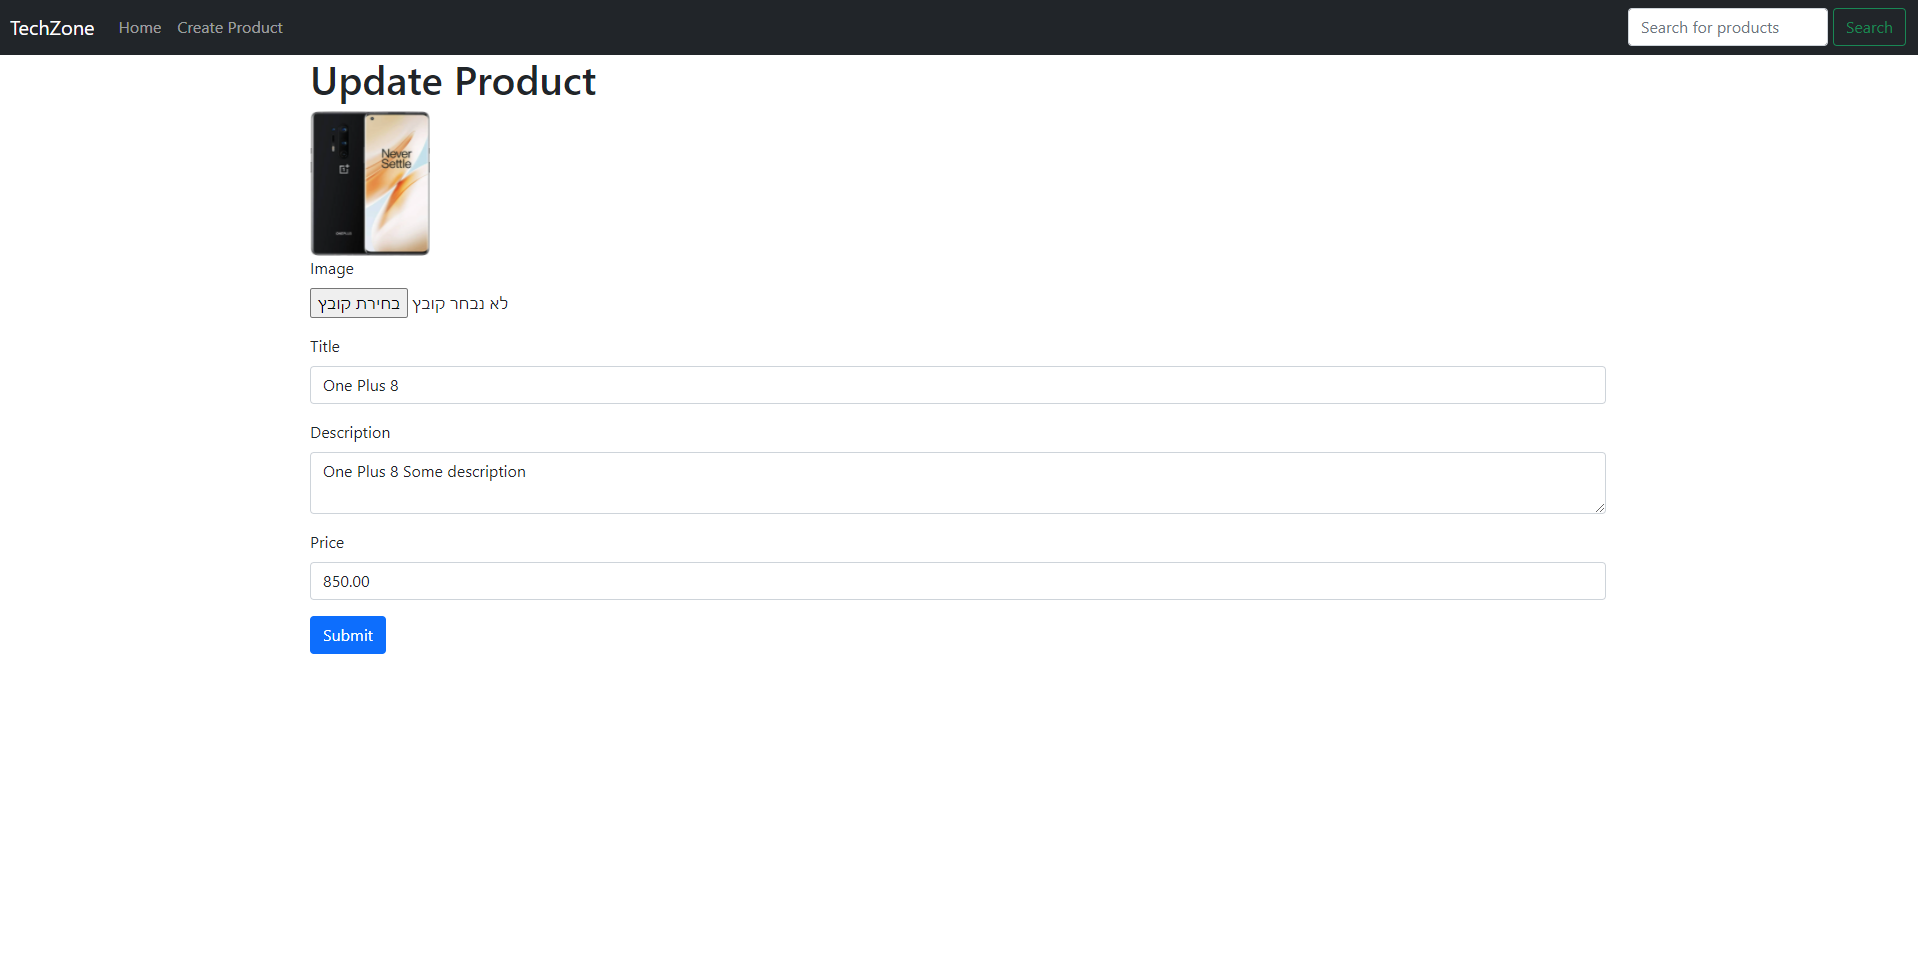 TechZone Home Create Product Search for products Search
Update Product
Never
Settle
ONEPLUS
Image
בחירת קובץ לא נבחר קובץ
Title
One Plus 8
Description
One Plus 8 Some description
Price
850.00
Submit